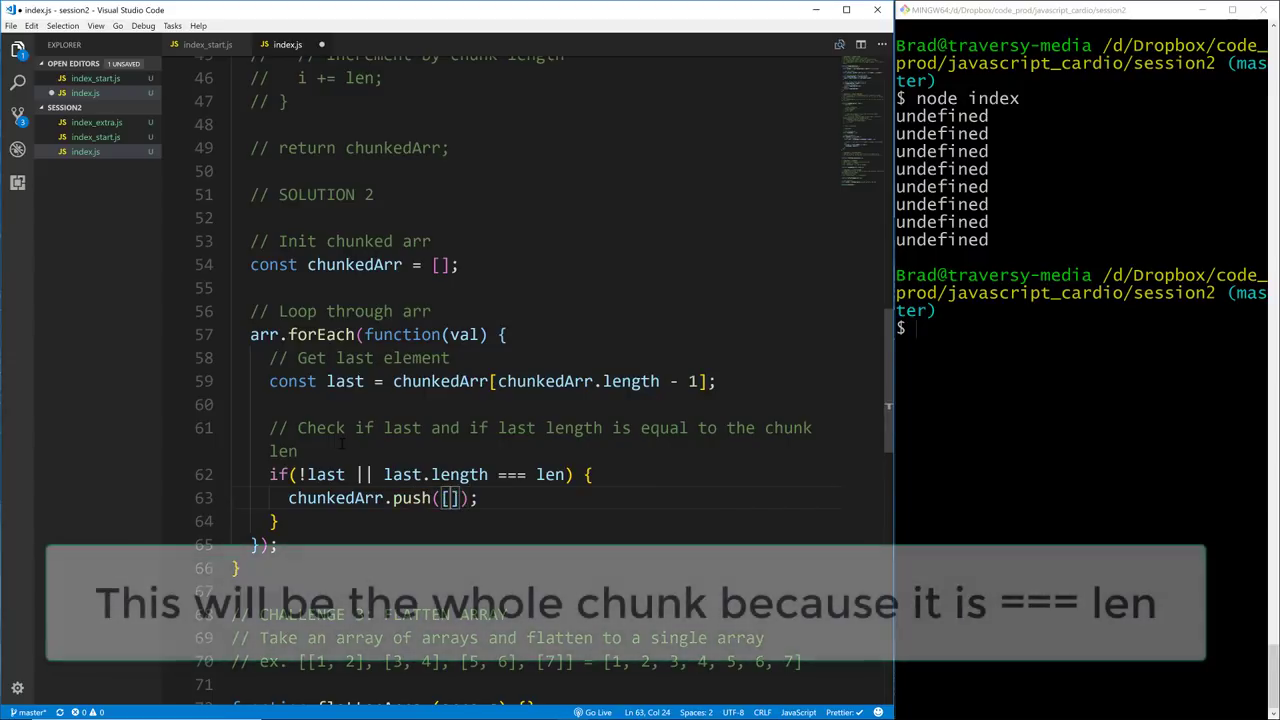 index.js - session2 - Visual Studio Code
File Edit Selection View Go Debug Tasks Help
EXPLORER
OPEN EDITORS 1 UNSAVED
index_start.js U
index.js U
SESSION2
index_extra.js U
index_start.js U
index.js U
index_start.js
index.js
45 // // Increment by chunk length
46 // i += len;
47 // }
48
49 // return chunkedArr;
50
51 // SOLUTION 2
52
53 // Init chunked arr
54 const chunkedArr = [];
55
56 // Loop through arr
57 arr.forEach(function(val) {
58 // Get last element
59 const last = chunkedArr[chunkedArr.length - 1];
60
61 // Check if last and if last length is equal to the chunk
len
62 if(!last || last.length === len) {
63 chunkedArr.push([]);
64 }
65 });
66 }
67
This will be the whole chunk because it is === len
68 // CHALLENGE 3: FLATTEN ARRAY
69 // Take an array of arrays and flatten to a single array
70 // ex. [[1, 2], [3, 4], [5, 6], [7]] = [1, 2, 3, 4, 5, 6, 7]
71
master* 0 0
Ln 63, Col 24 Spaces: 2 UTF-8 CRLF JavaScript Prettier: ✓
Go Live
MINGW64:/d/Dropbox/code_prod/javascript_cardio/session2
Brad@traversy-media /d/Dropbox/code_
prod/javascript_cardio/session2 (mas
ter)
$ node index
undefined
undefined
undefined
undefined
undefined
undefined
undefined
undefined
Brad@traversy-media /d/Dropbox/code_
prod/javascript_cardio/session2 (mas
ter)
$